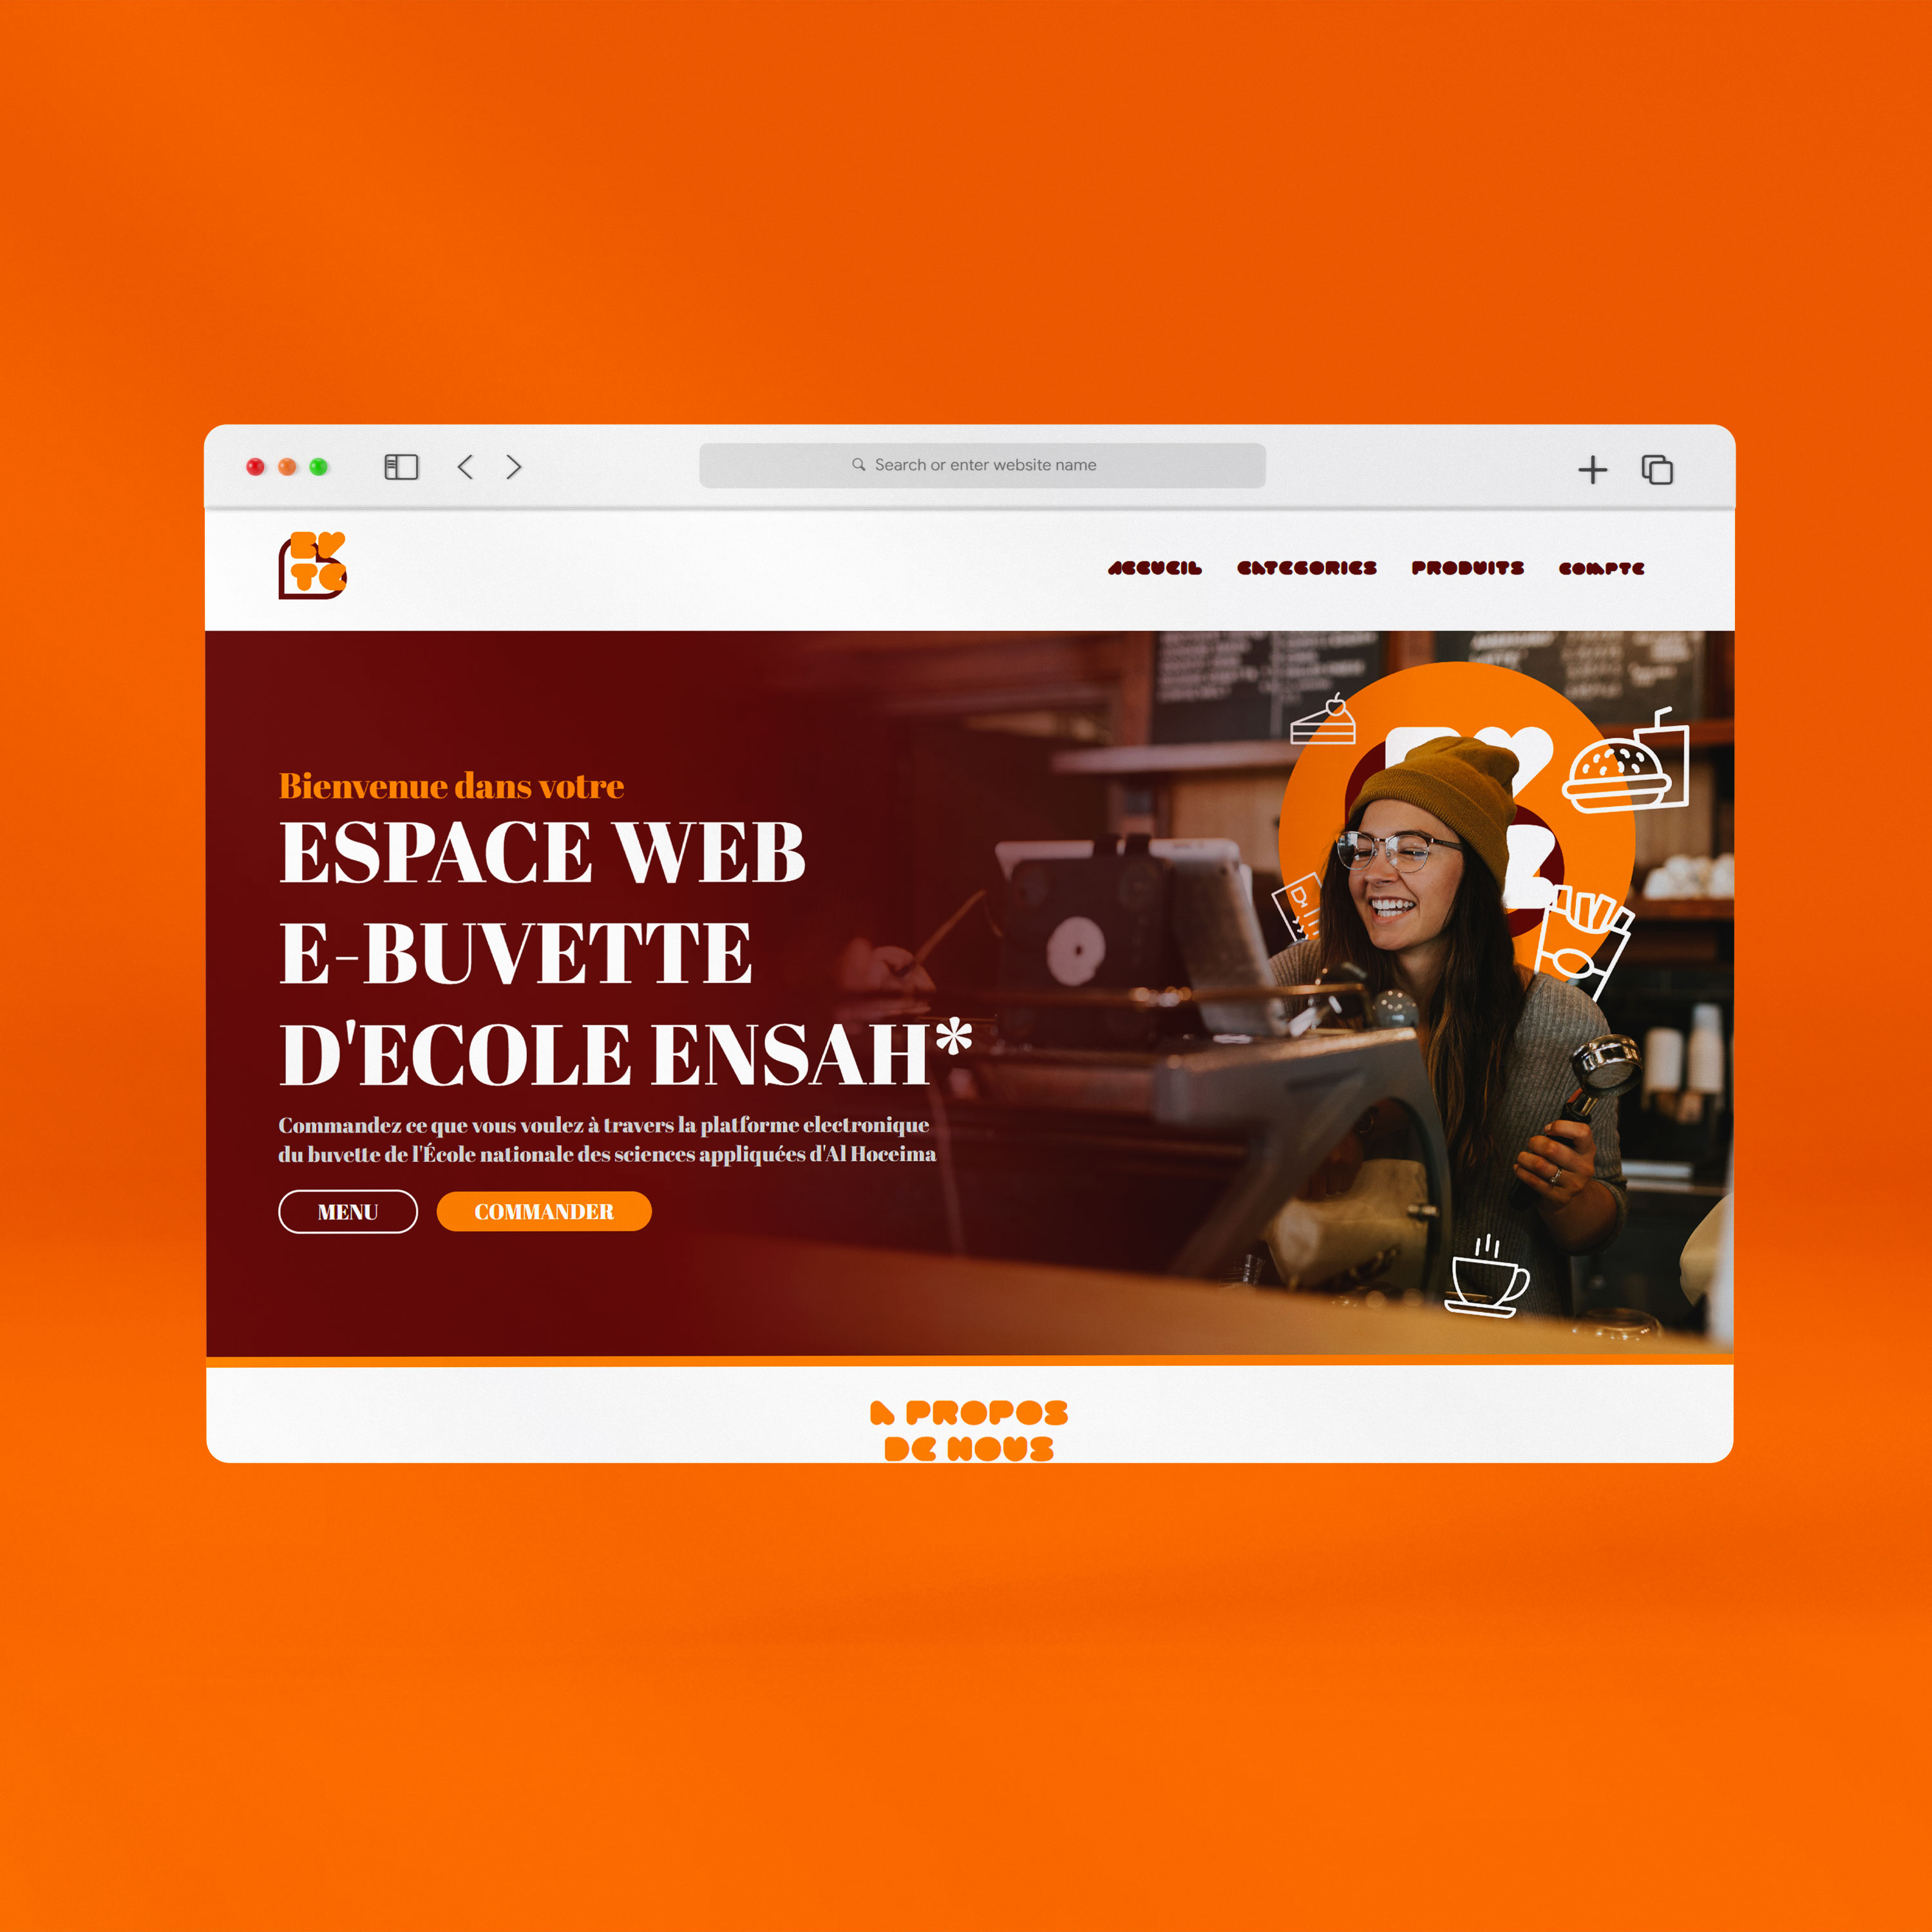 Search or enter website name
BV
TE
ACCUEIL CATEGORIES PRODUITS COMPTE
Bienvenue dans votre
ESPACE WEB
E-BUVETTE
D'ECOLE ENSAH*
Commandez ce que vous voulez à travers la platforme electronique
du buvette de l'École nationale des sciences appliquées d'Al Hoceima
MENU COMMANDER
A PROPOS
DE NOUS